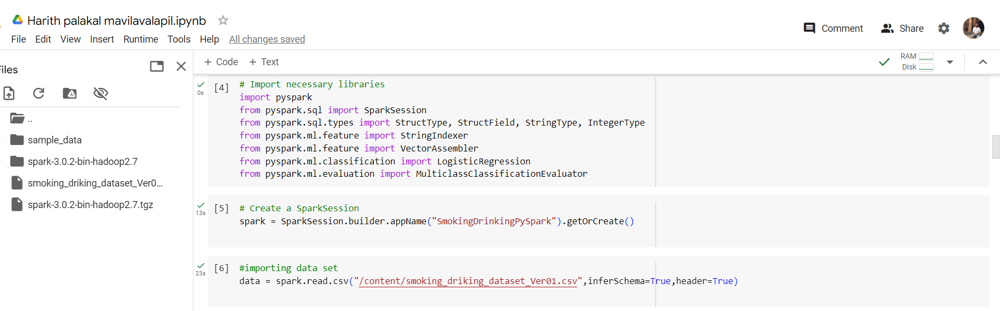 Harith palakal mavilavalapil.ipynb
File Edit View Insert Runtime Tools Help All changes saved
Comment Share
Files
+ Code + Text
RAM
Disk
..
sample_data
spark-3.0.2-bin-hadoop2.7
smoking_driking_dataset_Ver0...
spark-3.0.2-bin-hadoop2.7.tgz
0s
[4] # Import necessary libraries
import pyspark
from pyspark.sql import SparkSession
from pyspark.sql.types import StructType, StructField, StringType, IntegerType
from pyspark.ml.feature import StringIndexer
from pyspark.ml.feature import VectorAssembler
from pyspark.ml.classification import LogisticRegression
from pyspark.ml.evaluation import MulticlassClassificationEvaluator
13s
[5] # Create a SparkSession
spark = SparkSession.builder.appName("SmokingDrinkingPySpark").getOrCreate()
23s
[6] #importing data set
data = spark.read.csv("/content/smoking_driking_dataset_Ver01.csv",inferSchema=True,header=True)